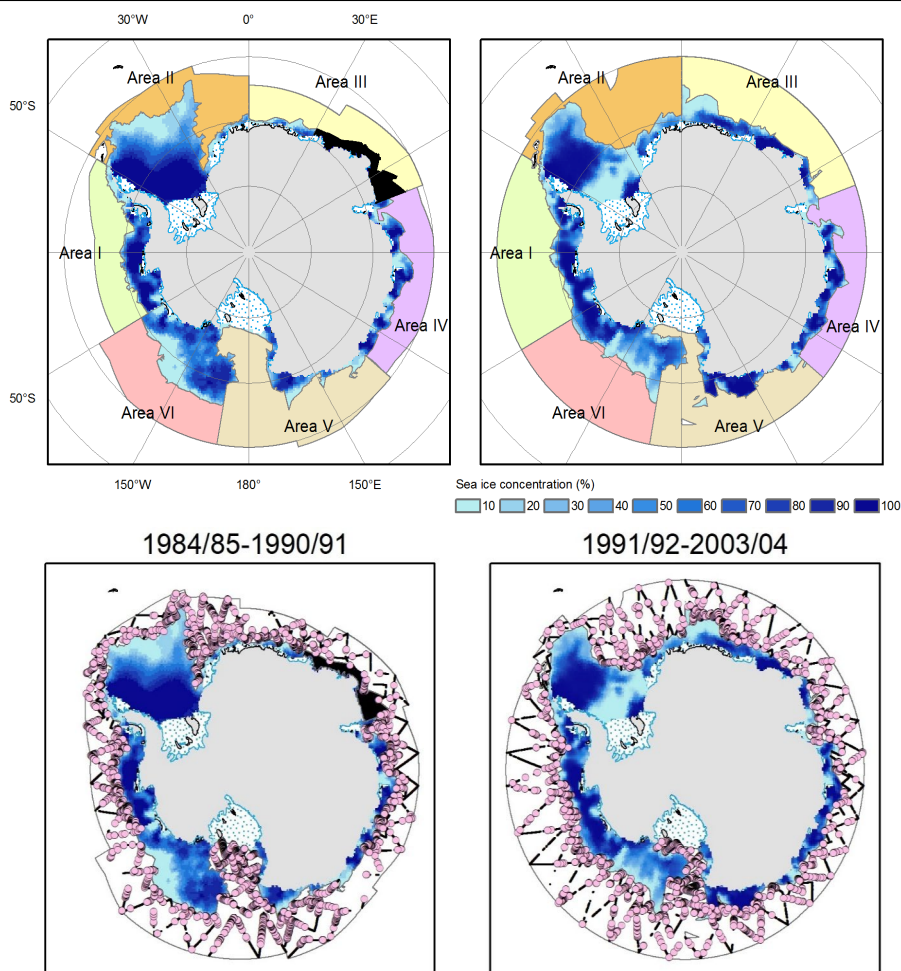 30°W 0° 30°E
Area II Area III Area II Area III
50°S
Area I Area I
Area IV Area IV
50°S
Area VI Area V Area VI Area V
150°W 180° 150°E
Sea ice concentration (%)
10 20 30 40 50 60 70 80 90 100
1984/85-1990/91 1991/92-2003/04